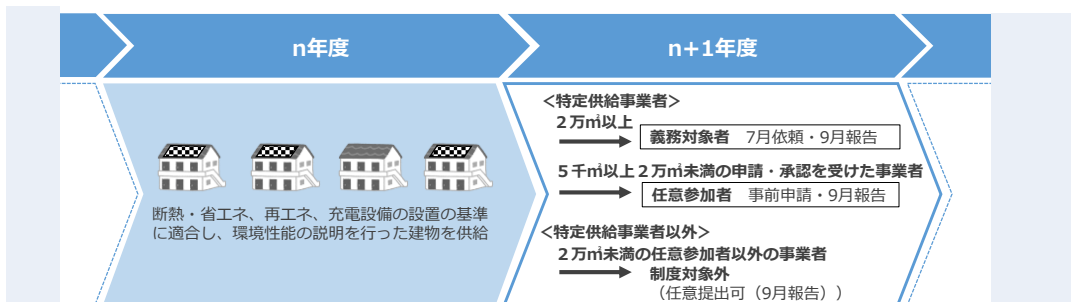 n年度
n+1年度
断熱・省エネ、再エネ、充電設備の設置の基準
に適合し、環境性能の説明を行った建物を供給
＜特定供給事業者＞
２万㎡以上
義務対象者　7月依頼・9月報告
５千㎡以上２万㎡未満の申請・承認を受けた事業者
任意参加者　事前申請・9月報告
＜特定供給事業者以外＞
２万㎡未満の任意参加者以外の事業者
制度対象外
（任意提出可（9月報告））